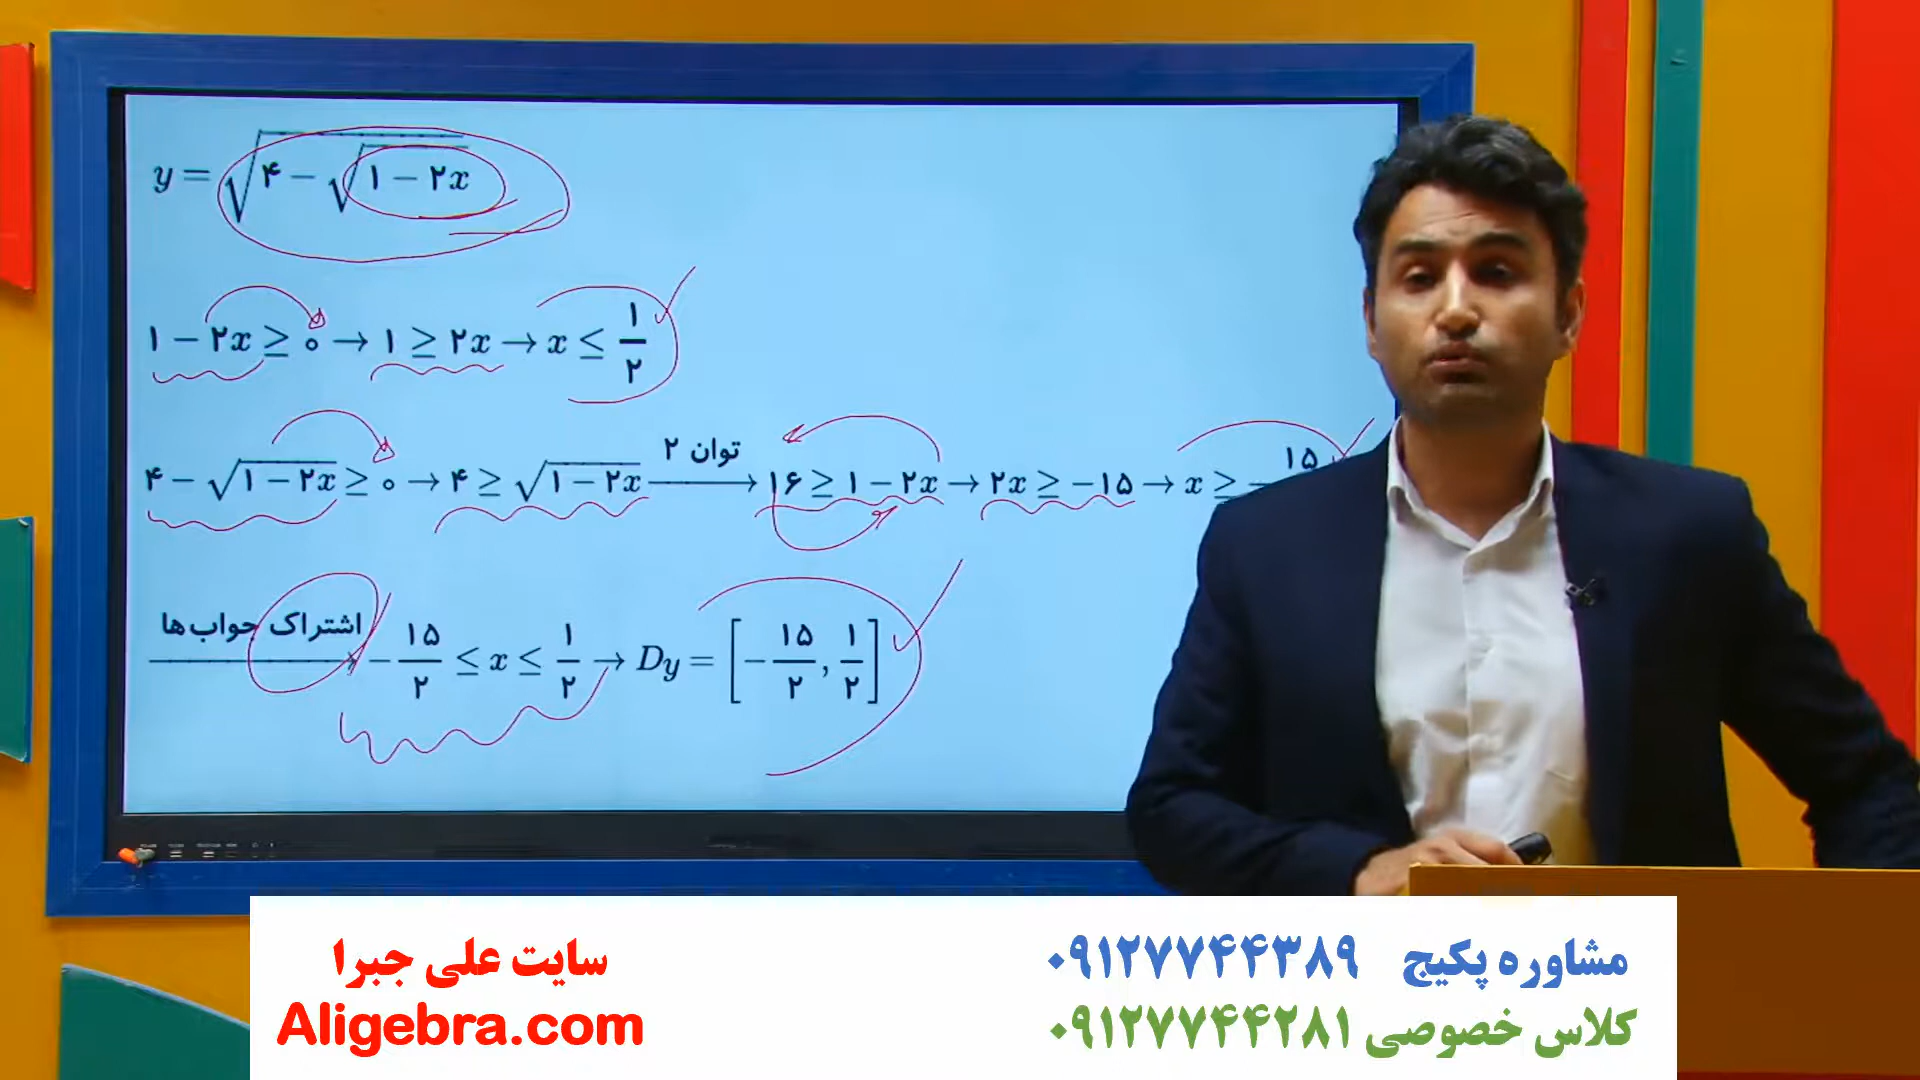 y = √(۴ − √(۱ − ۲x))
۱ − ۲x ≥ ۰ → ۱ ≥ ۲x → x ≤ ۱/۲
۴ − √(۱ − ۲x) ≥ ۰ → ۴ ≥ √(۱ − ۲x) توان ۲ → ۱۶ ≥ ۱ − ۲x → ۲x ≥ −۱۵ → x ≥ − ۱۵
اشتراک جواب‌ها → −۱۵/۲ ≤ x ≤ ۱/۲ → Dy = [−۱۵/۲, ۱/۲]
سایت علی جبرا
Aligebra.com
مشاوره پکیج ۰۹۱۲۷۷۴۴۳۸۹
کلاس خصوصی ۰۹۱۲۷۷۴۴۲۸۱